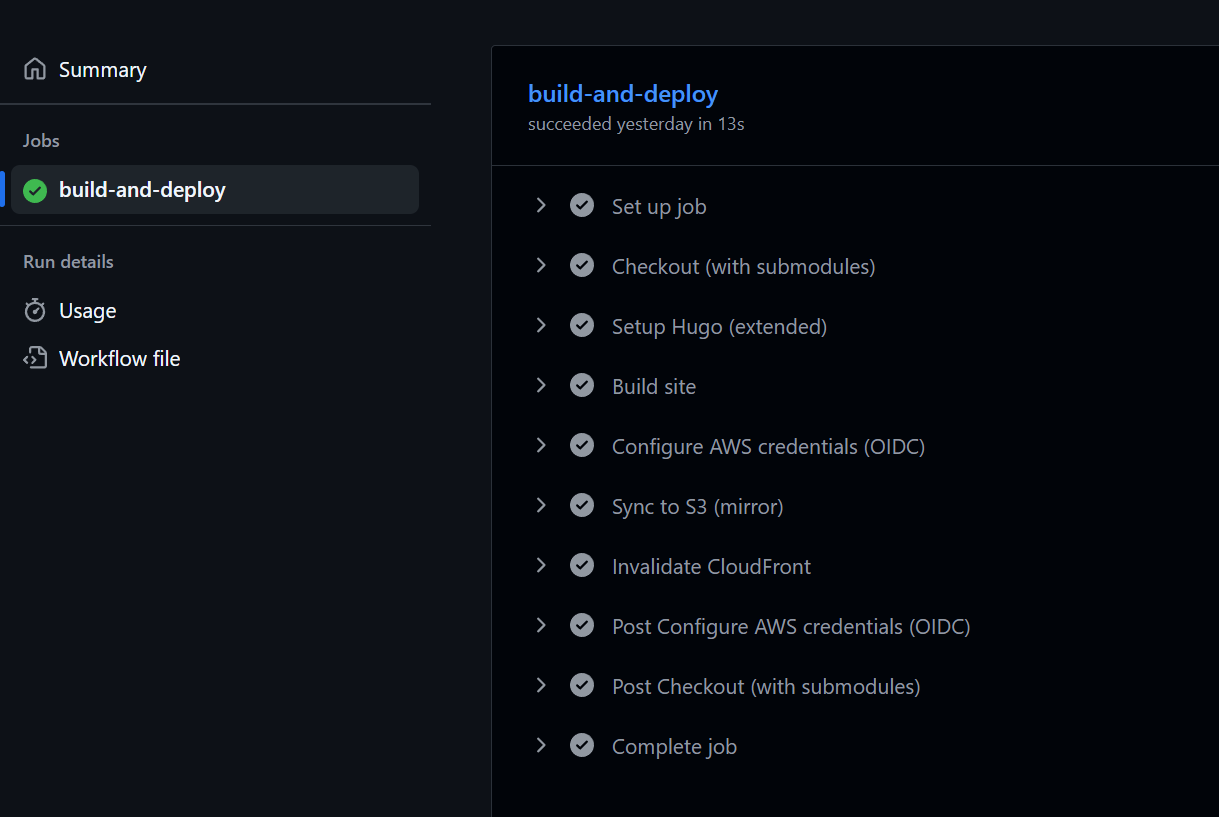 Summary
Jobs
build-and-deploy
Run details
Usage
Workflow file
build-and-deploy
succeeded yesterday in 13s
Set up job
Checkout (with submodules)
Setup Hugo (extended)
Build site
Configure AWS credentials (OIDC)
Sync to S3 (mirror)
Invalidate CloudFront
Post Configure AWS credentials (OIDC)
Post Checkout (with submodules)
Complete job